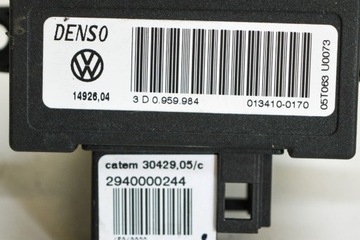 DENSO
14926,04
3 D 0.959.984
013410-0170
05T063 U0073
catem 30429,05/c
2940000244